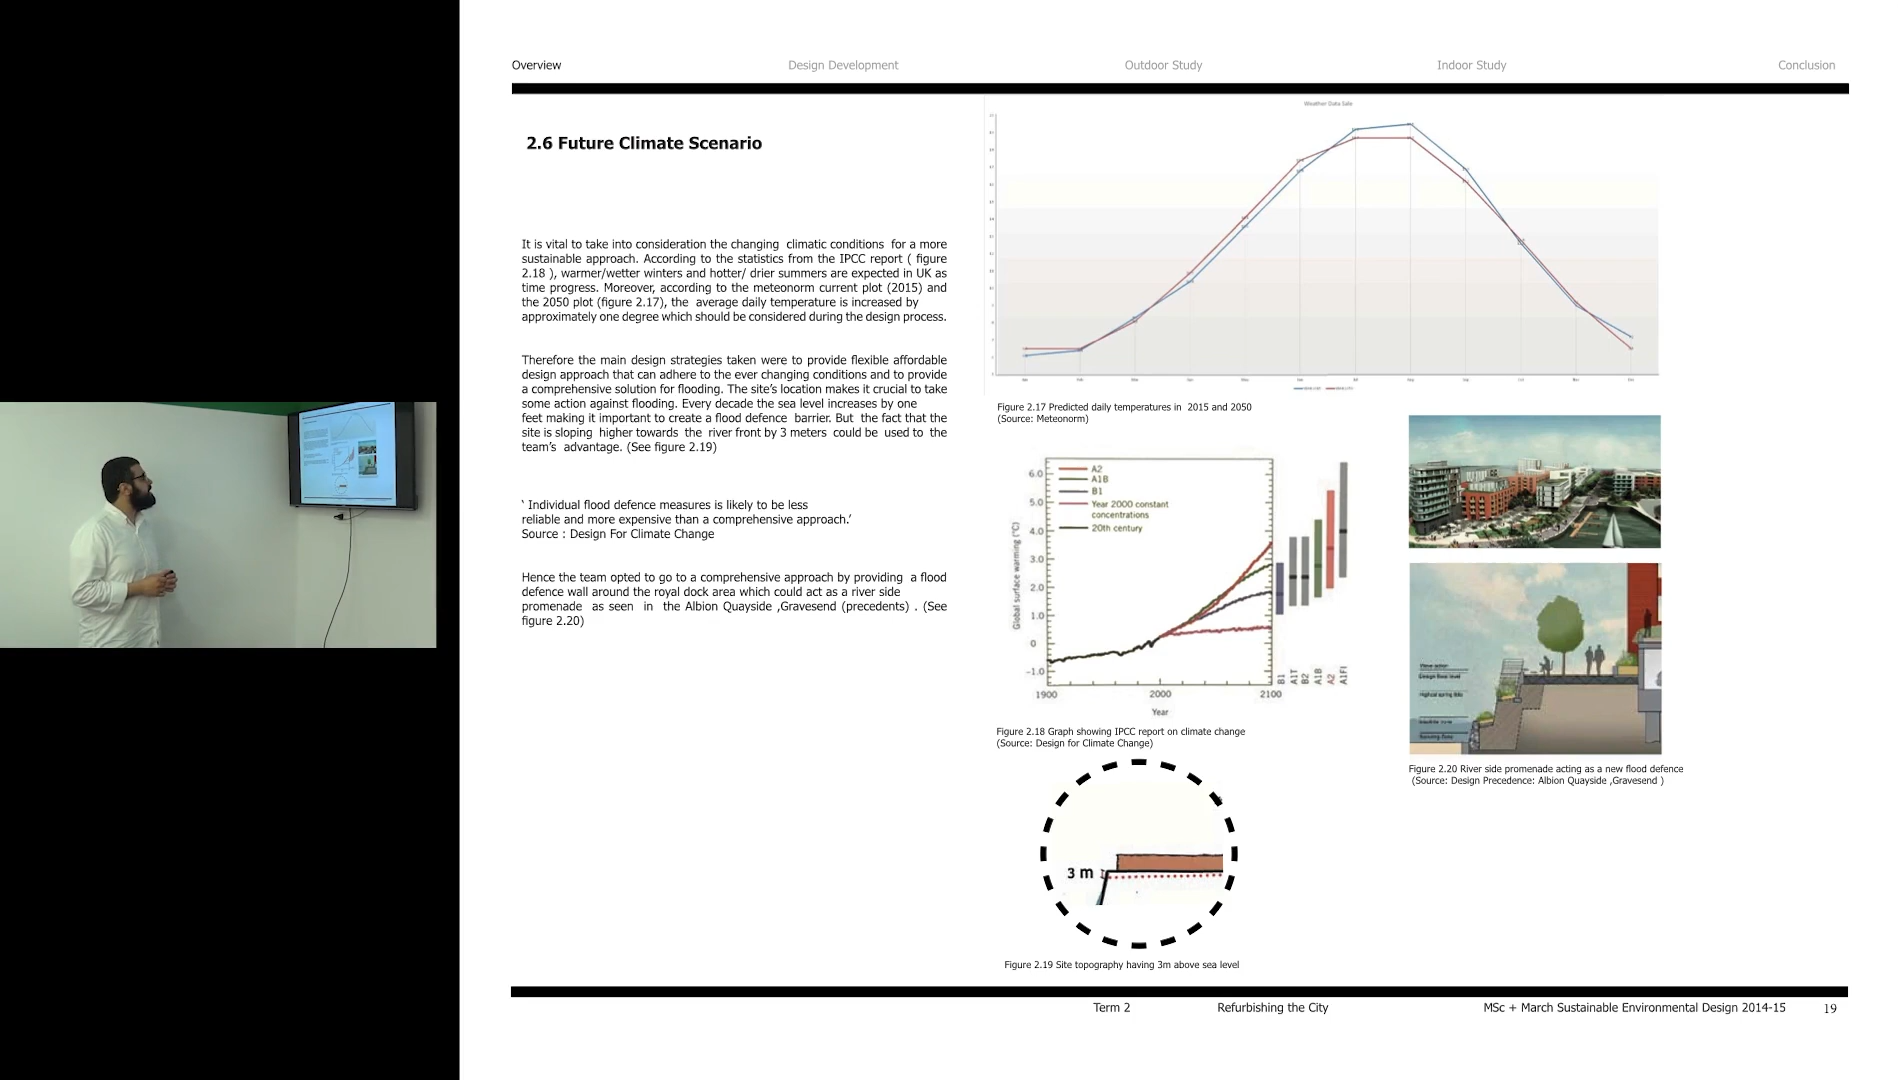 Overview
Design Development
Outdoor Study
Indoor Study
Conclusion
2.6 Future Climate Scenario
It is vital to take into consideration the changing climatic conditions for a more
sustainable approach. According to the statistics from the IPCC report ( figure
2.18 ), warmer/wetter winters and hotter/ drier summers are expected in UK as
time progress. Moreover, according to the meteonorm current plot (2015) and
the 2050 plot (figure 2.17), the average daily temperature is increased by
approximately one degree which should be considered during the design process.
Therefore the main design strategies taken were to provide flexible affordable
design approach that can adhere to the ever changing conditions and to provide
a comprehensive solution for flooding. The site's location makes it crucial to take
some action against flooding. Every decade the sea level increases by one
feet making it important to create a flood defence barrier. But the fact that the
site is sloping higher towards the river front by 3 meters could be used to the
team's advantage. (See figure 2.19)
‘ Individual flood defence measures is likely to be less
reliable and more expensive than a comprehensive approach.’
Source : Design For Climate Change
Hence the team opted to go to a comprehensive approach by providing a flood
defence wall around the royal dock area which could act as a river side
promenade as seen in the Albion Quayside ,Gravesend (precedents) . (See
figure 2.20)
Weather Data Sale
Figure 2.17 Predicted daily temperatures in 2015 and 2050
(Source: Meteonorm)
Global surface warming (°C)
6.0
5.0
4.0
3.0
2.0
1.0
0
-1.0
A2
A1B
B1
Year 2000 constant
concentrations
20th century
1900
2000
2100
Year
B1
A1T
B2
A1B
A2
A1FI
Figure 2.18 Graph showing IPCC report on climate change
(Source: Design for Climate Change)
3 m
Figure 2.19 Site topography having 3m above sea level
Design flood level
Highest spring tide
Figure 2.20 River side promenade acting as a new flood defence
(Source: Design Precedence: Albion Quayside ,Gravesend )
Term 2
Refurbishing the City
MSc + March Sustainable Environmental Design 2014-15
19